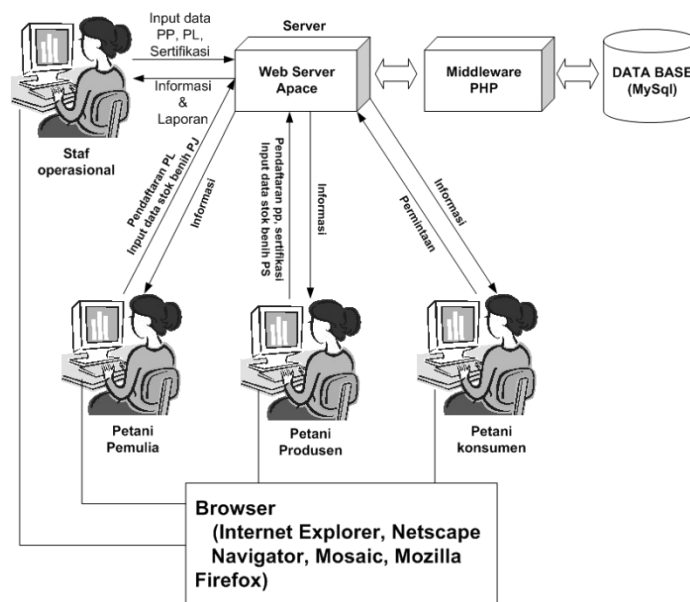 Input data
PP, PL,
Sertifikasi
Informasi
&
Laporan
Server
Web Server
Apace
Middleware
PHP
DATA BASE
(MySql)
Staf
operasional
Pendaftaran PL
Input data stok benih PJ
Informasi
Pendaftaran pp, sertifikasi
Input data stok benih PS
Informasi
Permintaan
Informasi
Petani
Pemulia
Petani
Produsen
Petani
konsumen
Browser
(Internet Explorer, Netscape
Navigator, Mosaic, Mozilla
Firefox)